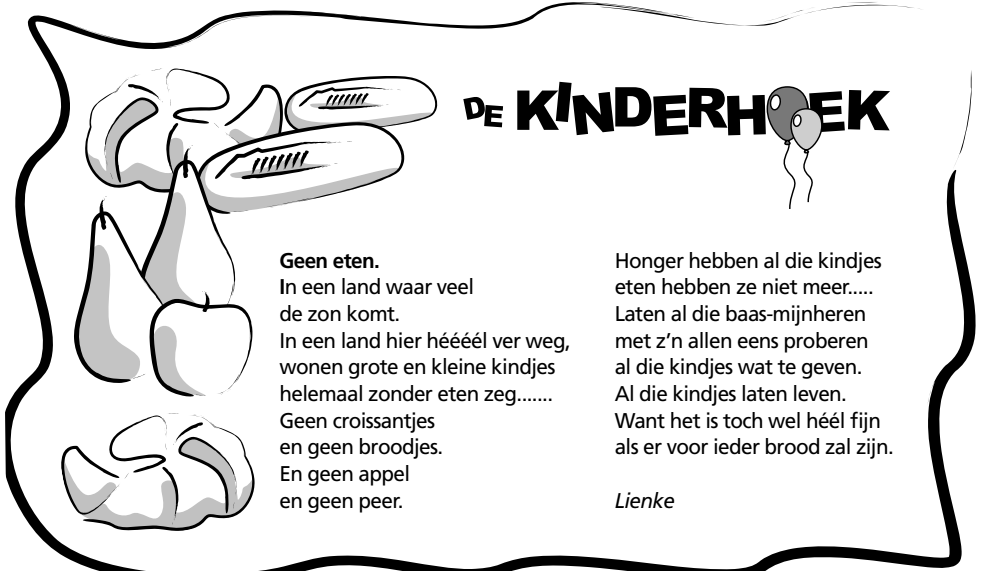 DE KINDERHOEK
Geen eten.
In een land waar veel
de zon komt.
In een land hier héééél ver weg,
wonen grote en kleine kindjes
helemaal zonder eten zeg.......
Geen croissantjes
en geen broodjes.
En geen appel
en geen peer.
Honger hebben al die kindjes
eten hebben ze niet meer.....
Laten al die baas-mijnheren
met z’n allen eens proberen
al die kindjes wat te geven.
Al die kindjes laten leven.
Want het is toch wel héél fijn
als er voor ieder brood zal zijn.
Lienke